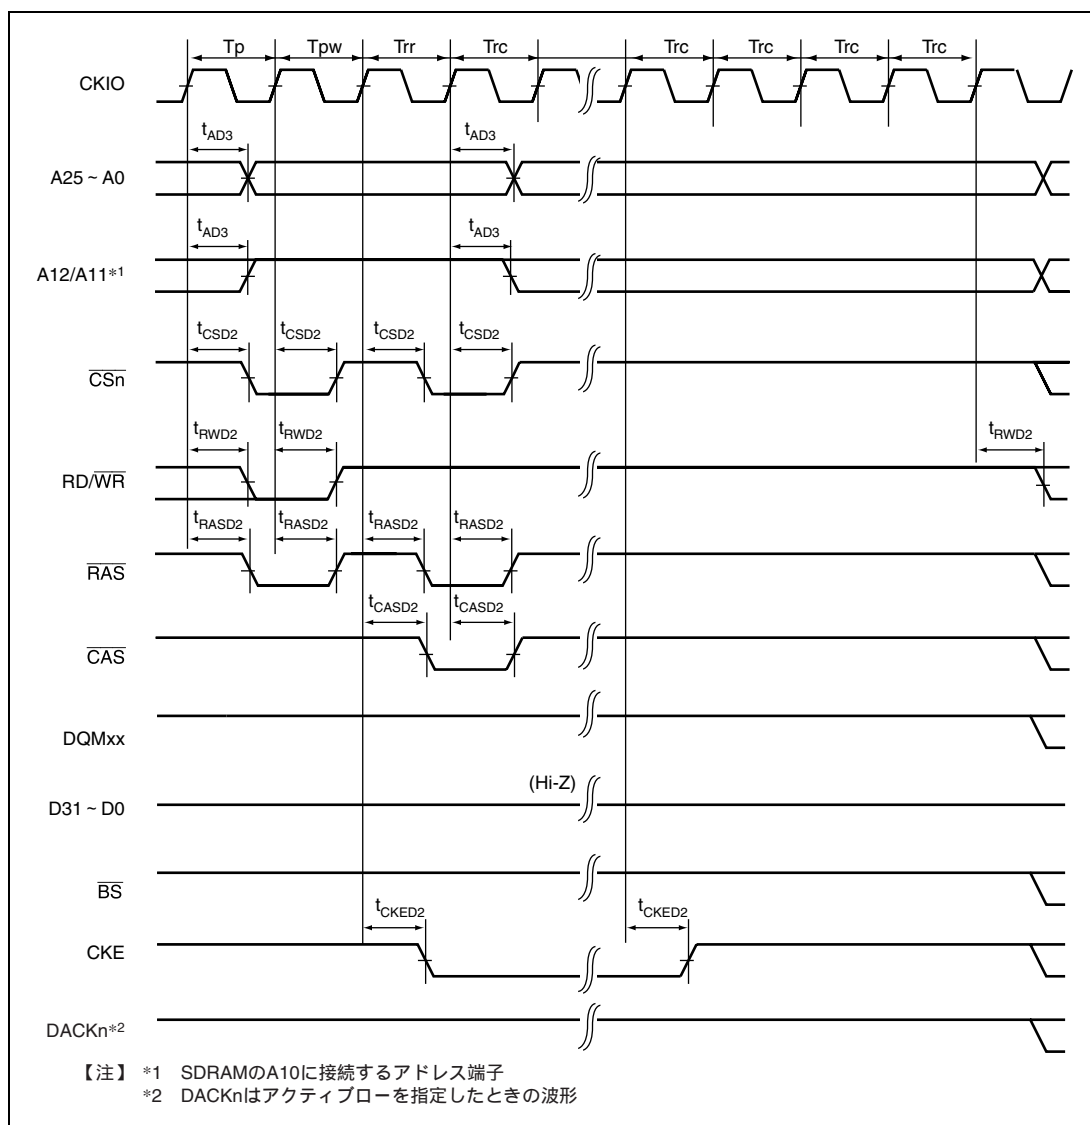 Tp Tpw Trr Trc Trc Trc Trc Trc
CKIO
tAD3 tAD3
A25 ~ A0
tAD3 tAD3
A12/A11*1
tCSD2 tCSD2 tCSD2 tCSD2
CSn
tRWD2 tRWD2 tRWD2
RD/WR
tRASD2 tRASD2 tRASD2 tRASD2
RAS
tCASD2 tCASD2
CAS
DQMxx
(Hi-Z)
D31 ~ D0
BS
tCKED2 tCKED2
CKE
DACKn*2
【注】 *1 SDRAMのA10に接続するアドレス端子
*2 DACKnはアクティブローを指定したときの波形